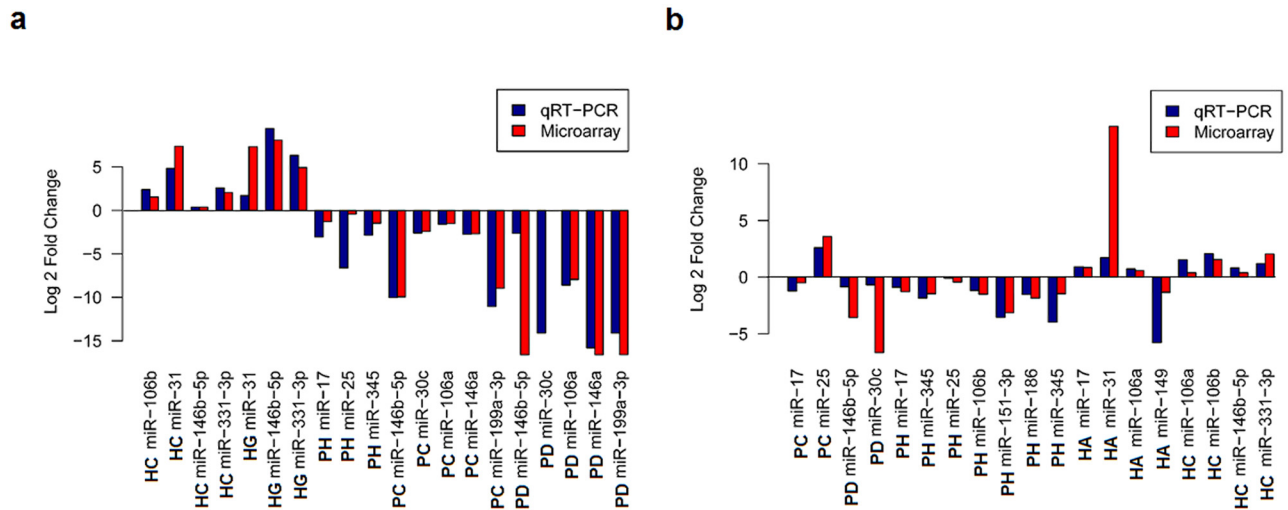 a
qRT−PCR
Microarray
Log 2 Fold Change
5
0
−5
−10
−15
HC miR−106b
HC miR−31
HC miR−146b−5p
HC miR−331−3p
HG miR−31
HG miR−146b−5p
HG miR−331−3p
PH miR−17
PH miR−25
PH miR−345
PC miR−146b−5p
PC miR−30c
PC miR−106a
PC miR−146a
PC miR−199a−3p
PD miR−146b−5p
PD miR−30c
PD miR−106a
PD miR−146a
PD miR−199a−3p
b
qRT−PCR
Microarray
Log 2 Fold Change
10
5
0
−5
PC miR−17
PC miR−25
PD miR−146b−5p
PD miR−30c
PH miR−17
PH miR−345
PH miR−25
PH miR−106b
PH miR−151−3p
PH miR−186
PH miR−345
HA miR−17
HA miR−31
HA miR−106a
HA miR−149
HC miR−106a
HC miR−106b
HC miR−146b−5p
HC miR−331−3p